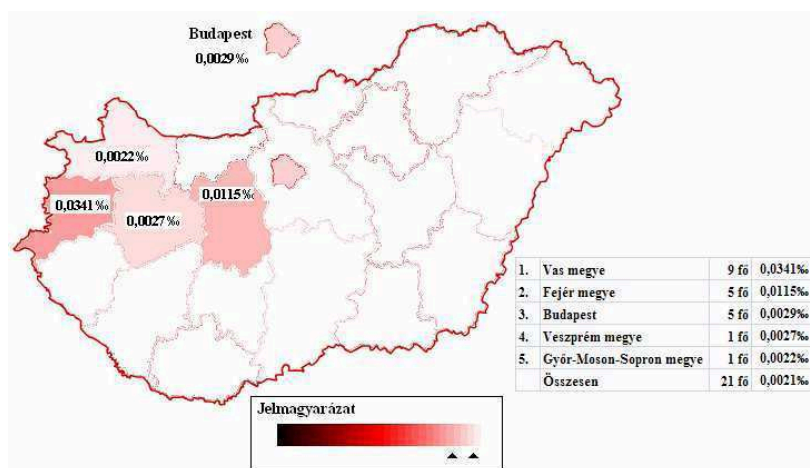 Budapest
0,0029‰
0,0022‰
0,0341‰
0,0027‰
0,0115‰
1. Vas megye 9 fő 0,0341‰
2. Fejér megye 5 fő 0,0115‰
3. Budapest 5 fő 0,0029‰
4. Veszprém megye 1 fő 0,0027‰
5. Győr-Moson-Sopron megye 1 fő 0,0022‰
Összesen 21 fő 0,0021‰
Jelmagyarázat